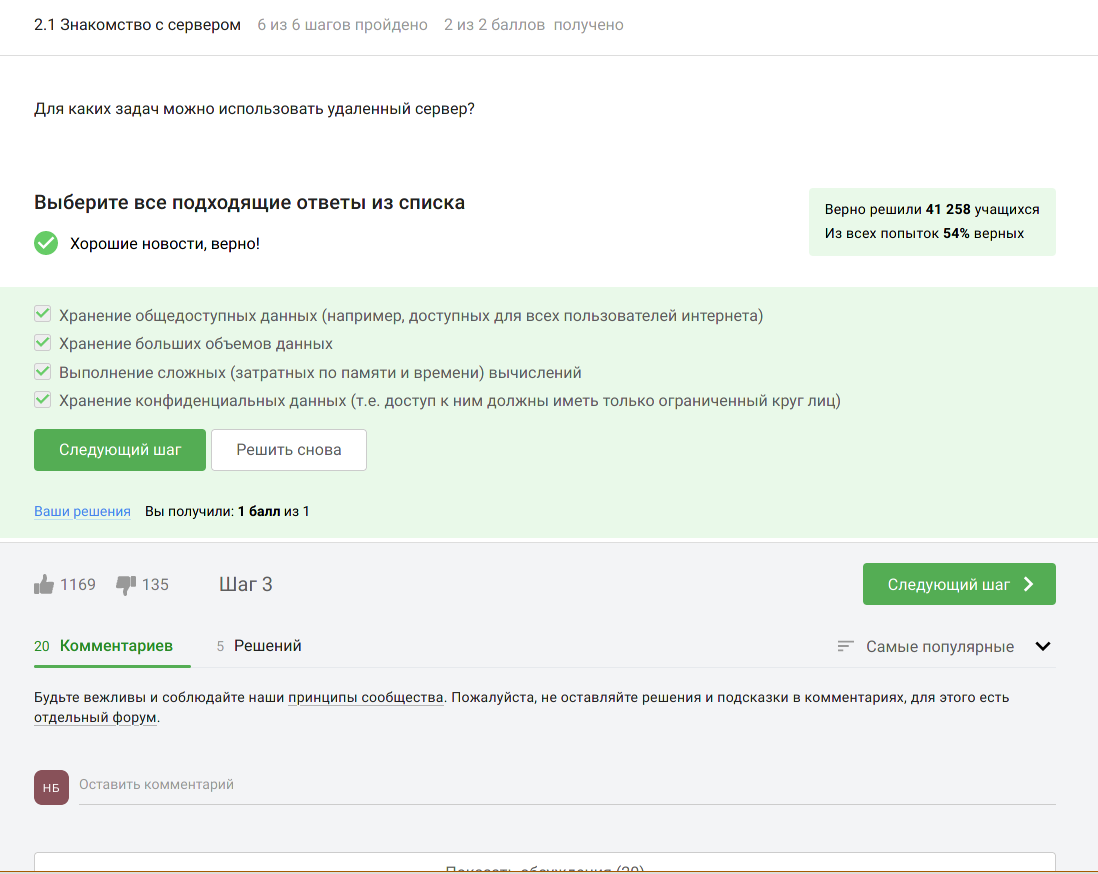 2.1 Знакомство с сервером 6 из 6 шагов пройдено 2 из 2 баллов получено
Для каких задач можно использовать удаленный сервер?
Выберите все подходящие ответы из списка
Верно решили 41 258 учащихся
Из всех попыток 54% верных
Хорошие новости, верно!
Хранение общедоступных данных (например, доступных для всех пользователей интернета)
Хранение больших объемов данных
Выполнение сложных (затратных по памяти и времени) вычислений
Хранение конфиденциальных данных (т.е. доступ к ним должны иметь только ограниченный круг лиц)
Следующий шаг Решить снова
Ваши решения Вы получили: 1 балл из 1
1169 135 Шаг 3 Следующий шаг
20 Комментариев 5 Решений Самые популярные
Будьте вежливы и соблюдайте наши принципы сообщества. Пожалуйста, не оставляйте решения и подсказки в комментариях, для этого есть
отдельный форум.
НБ Оставить комментарий
Показать обсуждения (20)